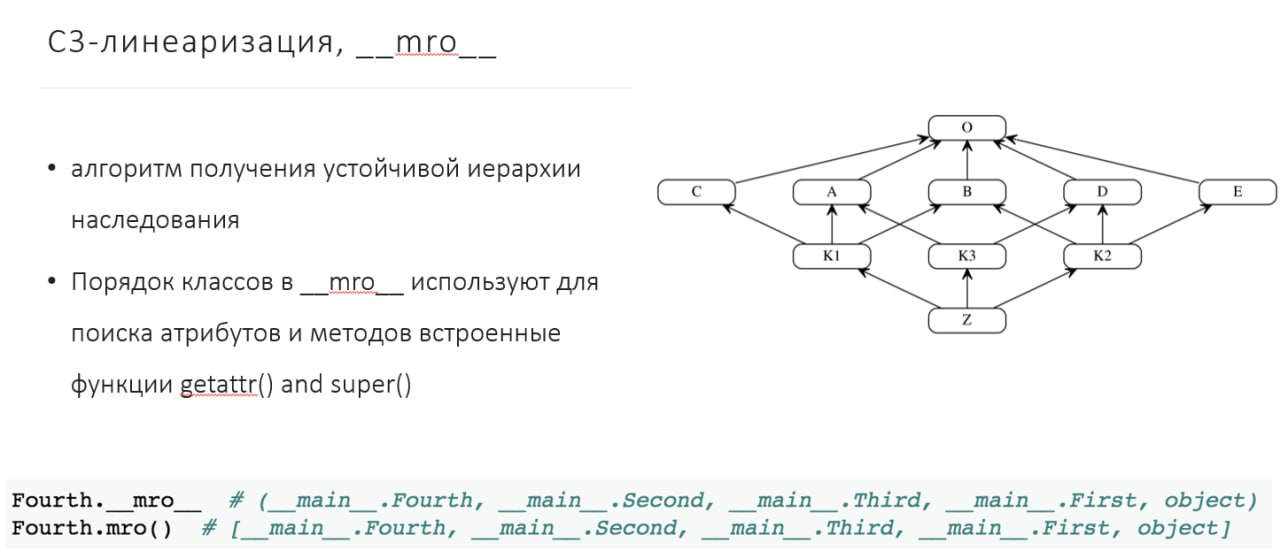 C3-линеаризация, __mro__
• алгоритм получения устойчивой иерархии
наследования
• Порядок классов в __mro__ используют для
поиска атрибутов и методов встроенные
функции getattr() and super()
O
C A B D E
K1 K3 K2
Z
Fourth.__mro__ # (__main__.Fourth, __main__.Second, __main__.Third, __main__.First, object)
Fourth.mro() # [__main__.Fourth, __main__.Second, __main__.Third, __main__.First, object]